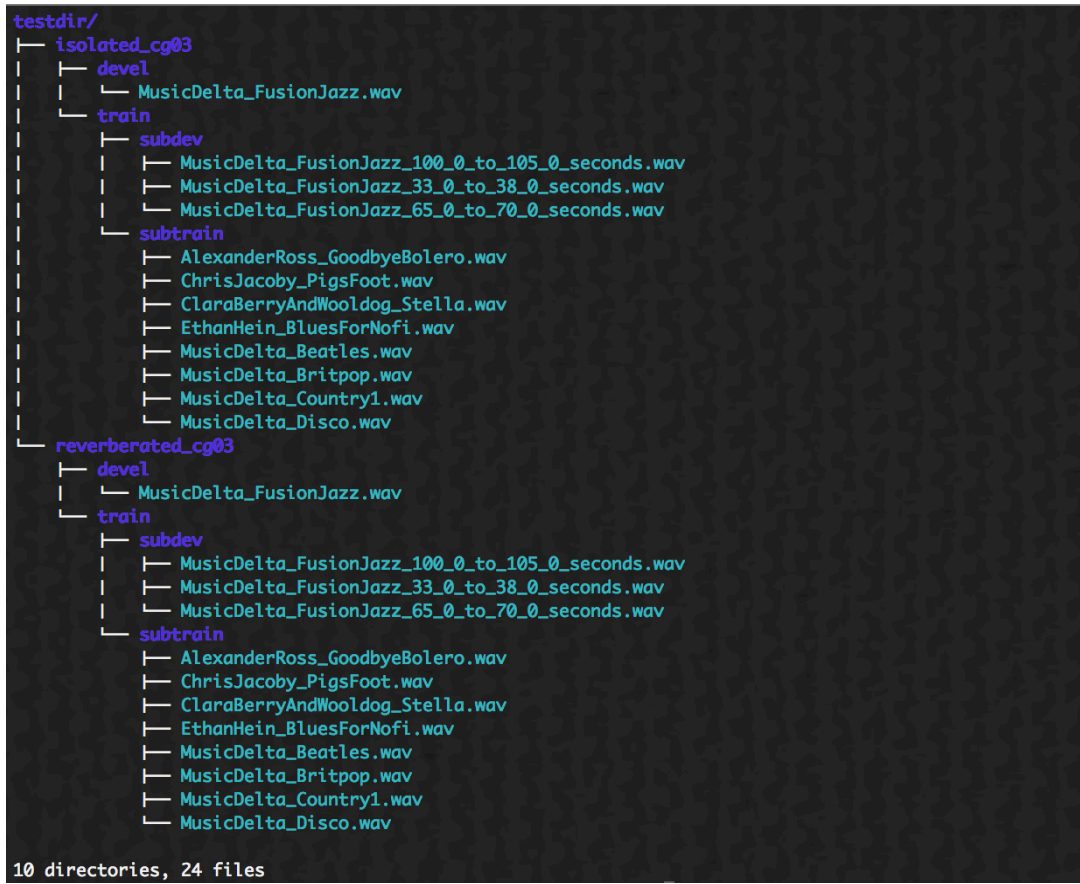 testdir/
├── isolated_cg03
│   ├── devel
│   │   └── MusicDelta_FusionJazz.wav
│   └── train
│       ├── subdev
│       │   ├── MusicDelta_FusionJazz_100_0_to_105_0_seconds.wav
│       │   ├── MusicDelta_FusionJazz_33_0_to_38_0_seconds.wav
│       │   └── MusicDelta_FusionJazz_65_0_to_70_0_seconds.wav
│       └── subtrain
│           ├── AlexanderRoss_GoodbyeBolero.wav
│           ├── ChrisJacoby_PigsFoot.wav
│           ├── ClaraBerryAndWooldog_Stella.wav
│           ├── EthanHein_BluesForNofi.wav
│           ├── MusicDelta_Beatles.wav
│           ├── MusicDelta_Britpop.wav
│           ├── MusicDelta_Country1.wav
│           └── MusicDelta_Disco.wav
└── reverberated_cg03
    ├── devel
    │   └── MusicDelta_FusionJazz.wav
    └── train
        ├── subdev
        │   ├── MusicDelta_FusionJazz_100_0_to_105_0_seconds.wav
        │   ├── MusicDelta_FusionJazz_33_0_to_38_0_seconds.wav
        │   └── MusicDelta_FusionJazz_65_0_to_70_0_seconds.wav
        └── subtrain
            ├── AlexanderRoss_GoodbyeBolero.wav
            ├── ChrisJacoby_PigsFoot.wav
            ├── ClaraBerryAndWooldog_Stella.wav
            ├── EthanHein_BluesForNofi.wav
            ├── MusicDelta_Beatles.wav
            ├── MusicDelta_Britpop.wav
            ├── MusicDelta_Country1.wav
            └── MusicDelta_Disco.wav

10 directories, 24 files